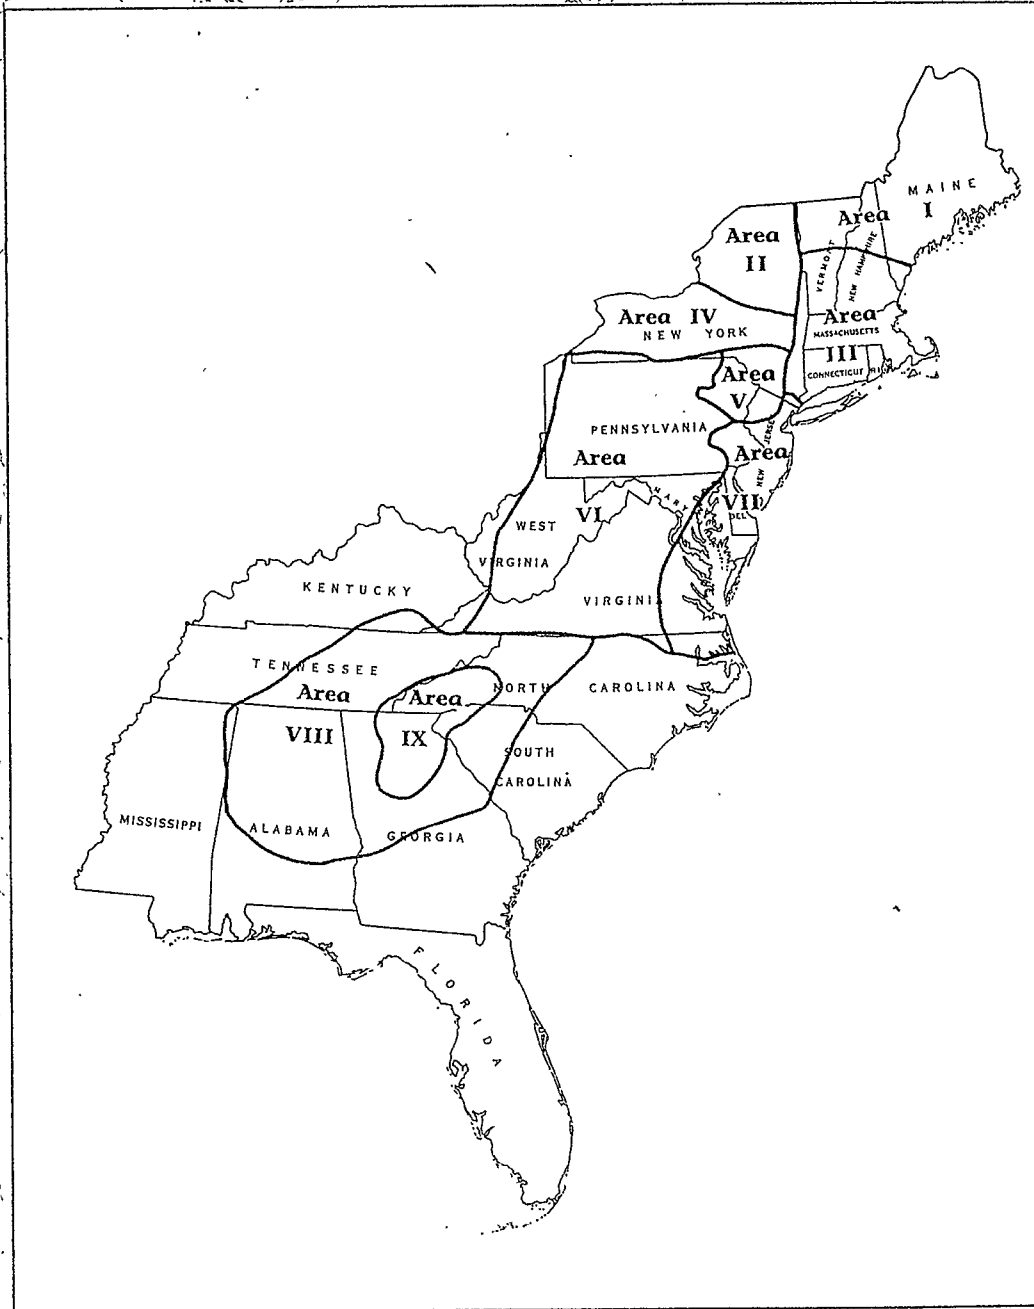 MAINE
Area I
Area
II
VERMONT
NEW HAMPSHIRE
Area IV
NEW YORK
Area
MASSACHUSETTS
III
CONNECTICUT
R.I.
Area
V
PENNSYLVANIA
NEW JERSEY
Area
Area
MARY
VII
DEL
VI
WEST
VIRGINIA
KENTUCKY
VIRGINIA
TENNESSEE
Area
Area
NORTH CAROLINA
VIII
IX
SOUTH
CAROLINA
MISSISSIPPI
ALABAMA
GEORGIA
FLORIDA